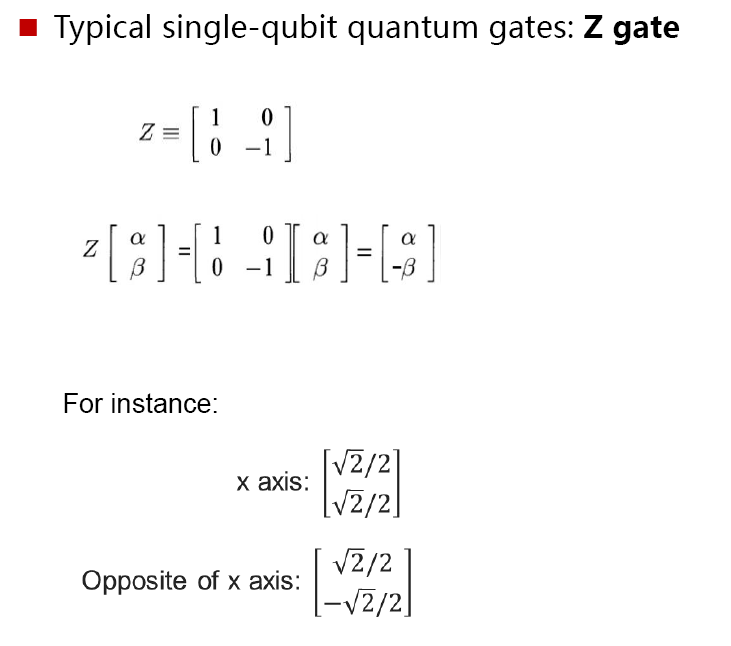 ■ Typical single-qubit quantum gates: Z gate
Z ≡ [ 1 0
0 −1 ]
Z [ α
β ] = [ 1 0
0 −1 ] [ α
β ] = [ α
-β ]
For instance:
x axis: [ √2/2
√2/2 ]
Opposite of x axis: [ √2/2
−√2/2 ]